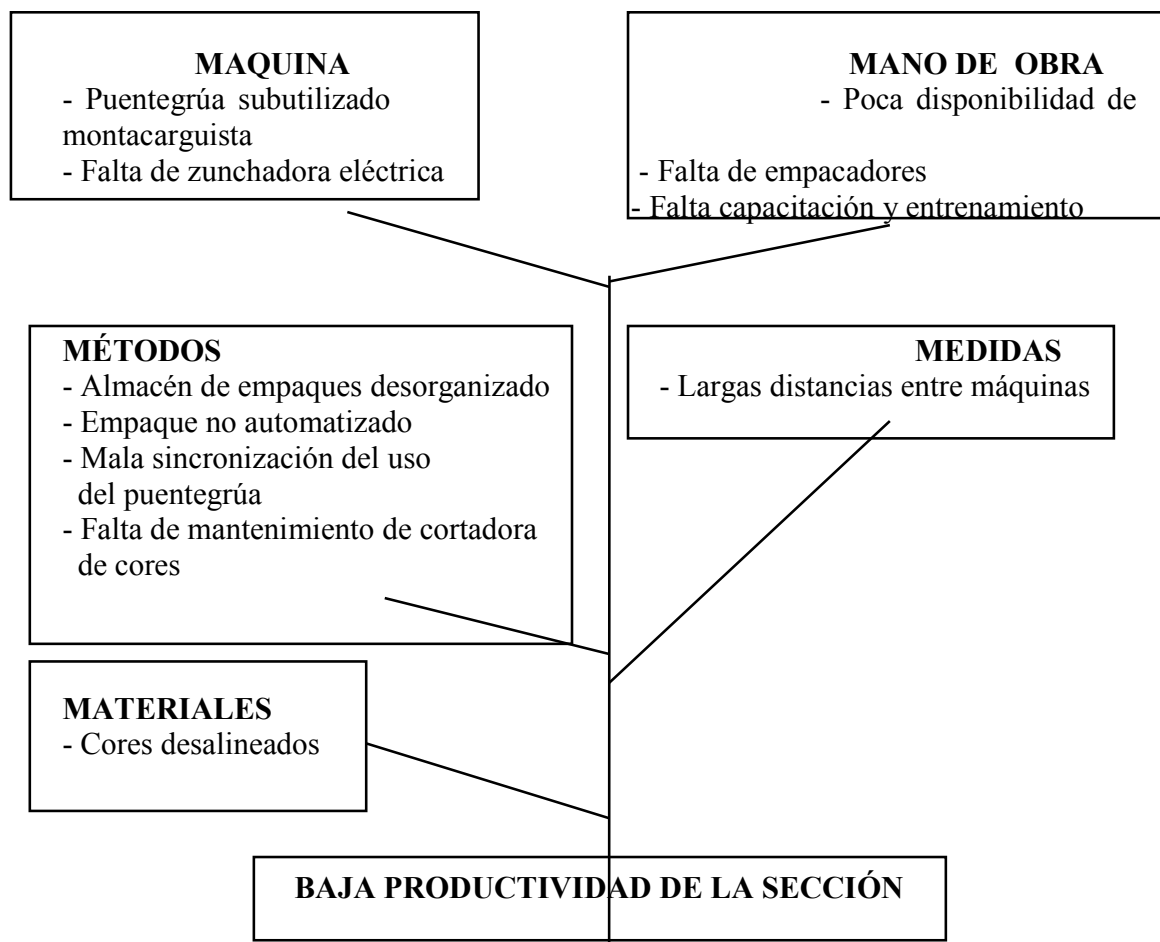 MAQUINA
- Puentegrúa subutilizado
montacarguista
- Falta de zunchadora eléctrica
MANO DE OBRA
- Poca disponibilidad de
- Falta de empacadores
- Falta capacitación y entrenamiento
MÉTODOS
- Almacén de empaques desorganizado
- Empaque no automatizado
- Mala sincronización del uso
del puentegrúa
- Falta de mantenimiento de cortadora
de cores
MEDIDAS
- Largas distancias entre máquinas
MATERIALES
- Cores desalineados
BAJA PRODUCTIVIDAD DE LA SECCIÓN